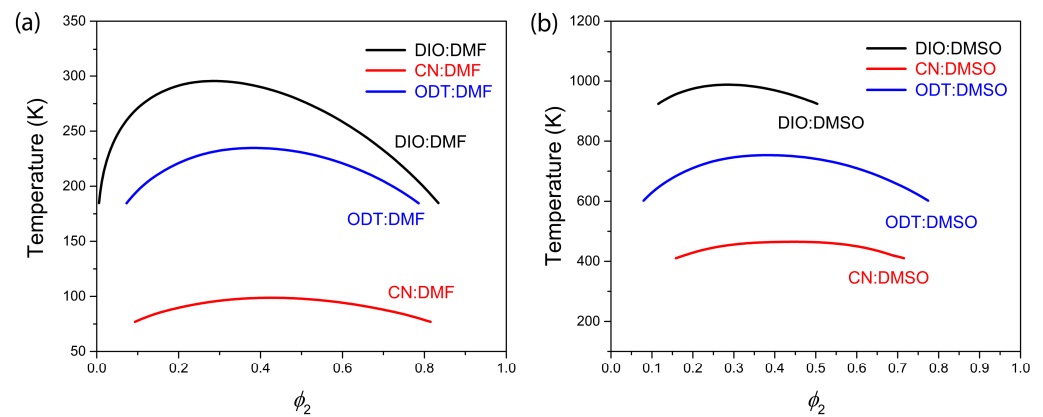 (a)
350
300
250
200
150
100
50
Temperature (K)
DIO:DMF
CN:DMF
ODT:DMF
DIO:DMF
ODT:DMF
CN:DMF
0.0 0.2 0.4 0.6 0.8 1.0
ϕ2
(b)
1200
1000
800
600
400
200
Temperature (K)
DIO:DMSO
CN:DMSO
ODT:DMSO
DIO:DMSO
ODT:DMSO
CN:DMSO
0.0 0.1 0.2 0.3 0.4 0.5 0.6 0.7 0.8 0.9 1.0
ϕ2